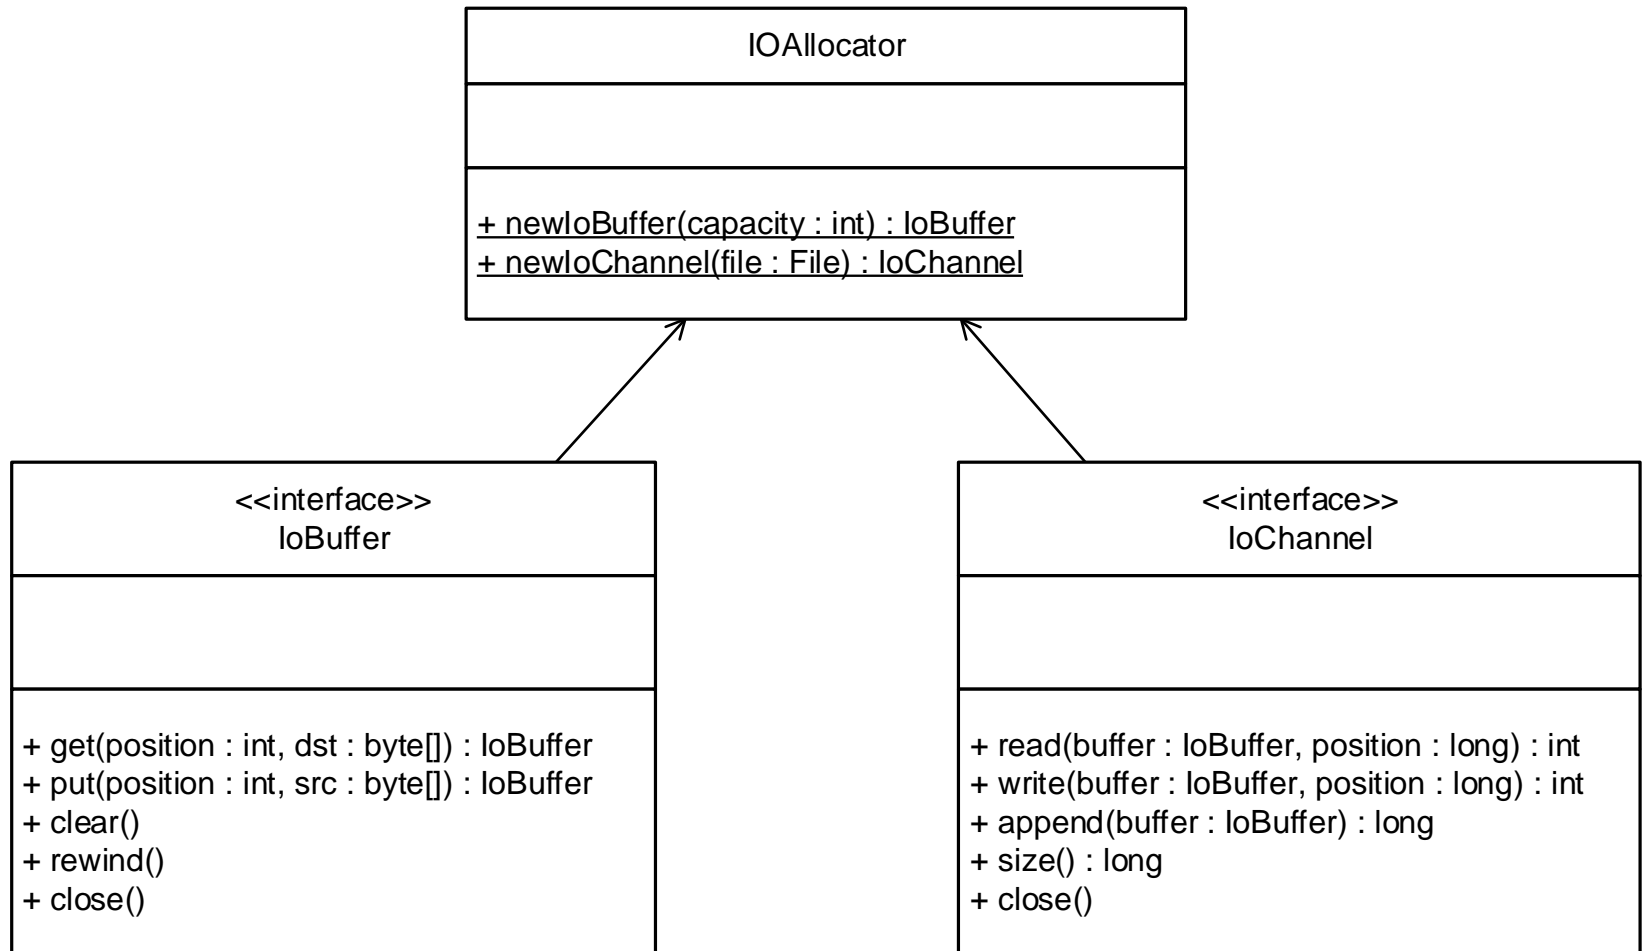 IOAllocator
+ newIoBuffer(capacity : int) : IoBuffer
+ newIoChannel(file : File) : IoChannel
<<interface>>
IoBuffer
+ get(position : int, dst : byte[]) : IoBuffer
+ put(position : int, src : byte[]) : IoBuffer
+ clear()
+ rewind()
+ close()
<<interface>>
IoChannel
+ read(buffer : IoBuffer, position : long) : int
+ write(buffer : IoBuffer, position : long) : int
+ append(buffer : IoBuffer) : long
+ size() : long
+ close()